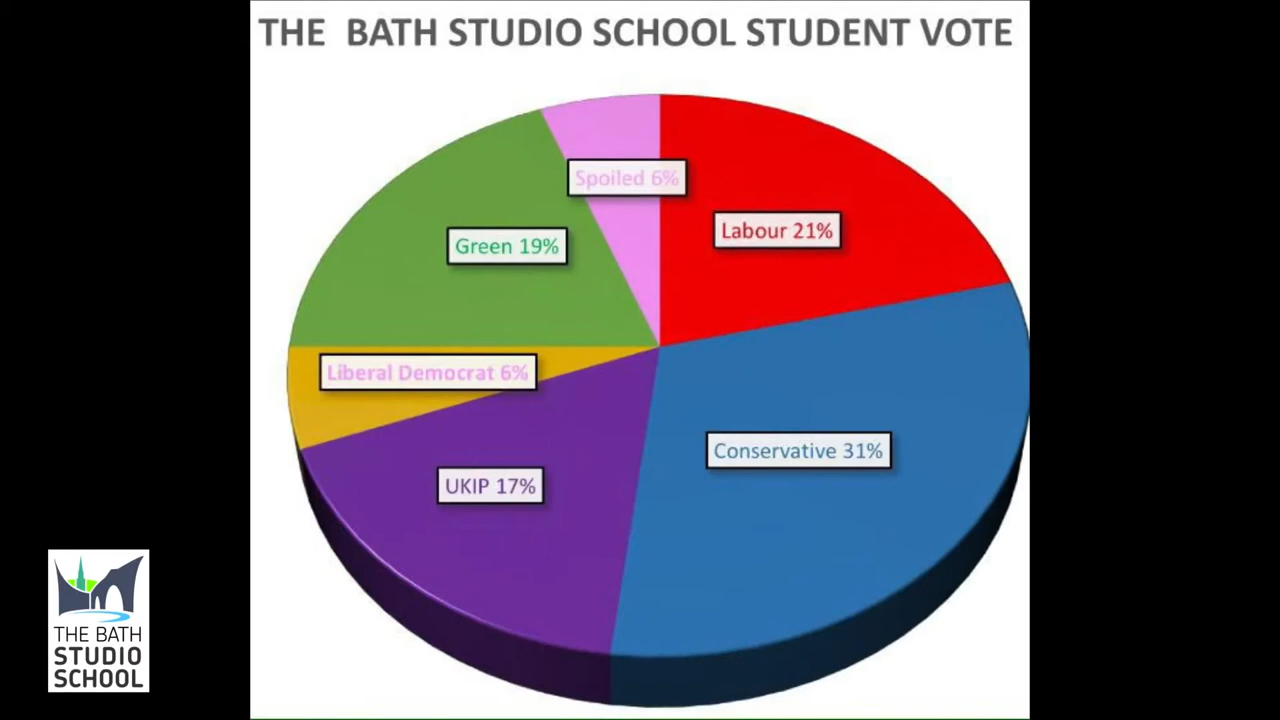 THE BATH STUDIO SCHOOL STUDENT VOTE
Spoiled 6%
Labour 21%
Green 19%
Liberal Democrat 6%
Conservative 31%
UKIP 17%
THE BATH
STUDIO
SCHOOL